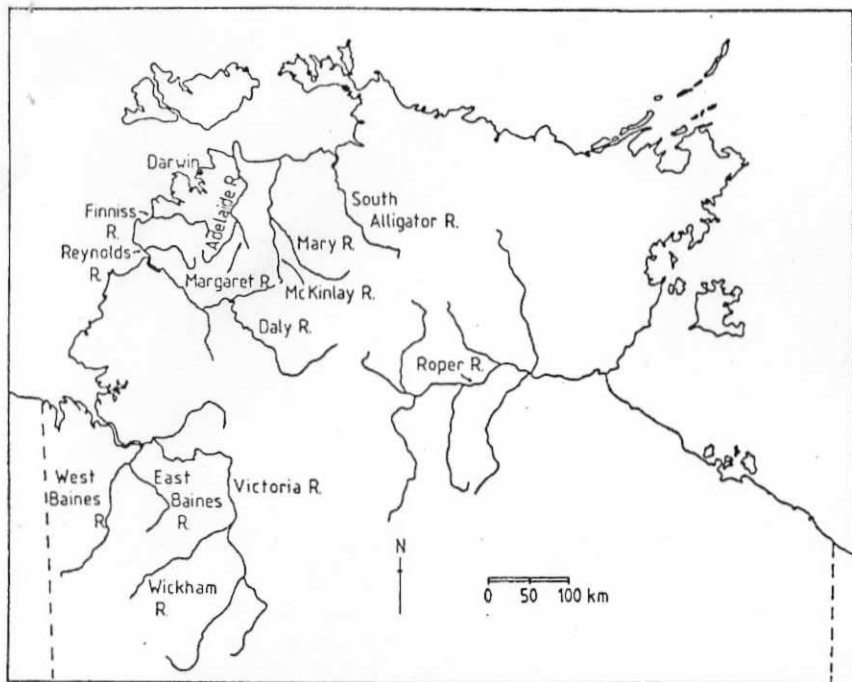 Darwin
Finniss
R.
Reynolds
R.
Adelaide R.
Margaret R.
Mary R.
McKinlay R.
South
Alligator R.
Daly R.
Roper R.
West
Baines
R.
East
Baines
R.
Victoria R.
Wickham
R.
N
0 50 100 km